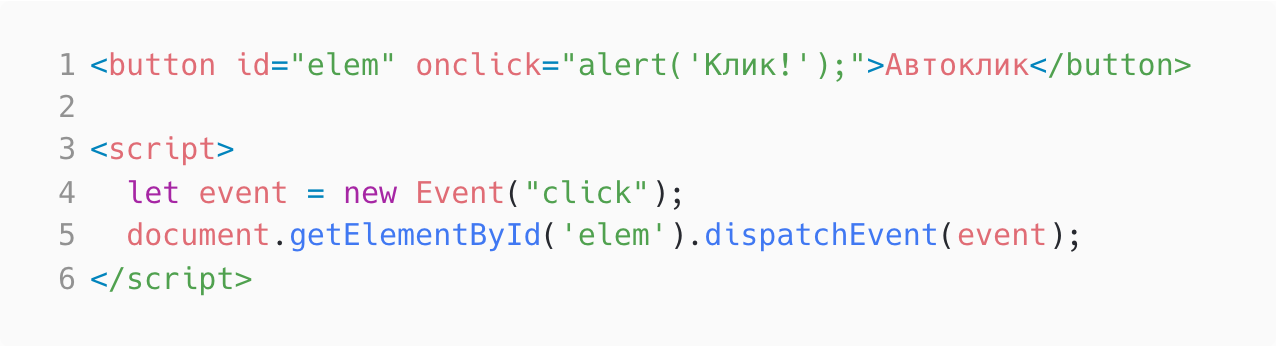 1 <button id="elem" onclick="alert('Клик!');">Автоклик</button>
2
3 <script>
4   let event = new Event("click");
5   document.getElementById('elem').dispatchEvent(event);
6 </script>